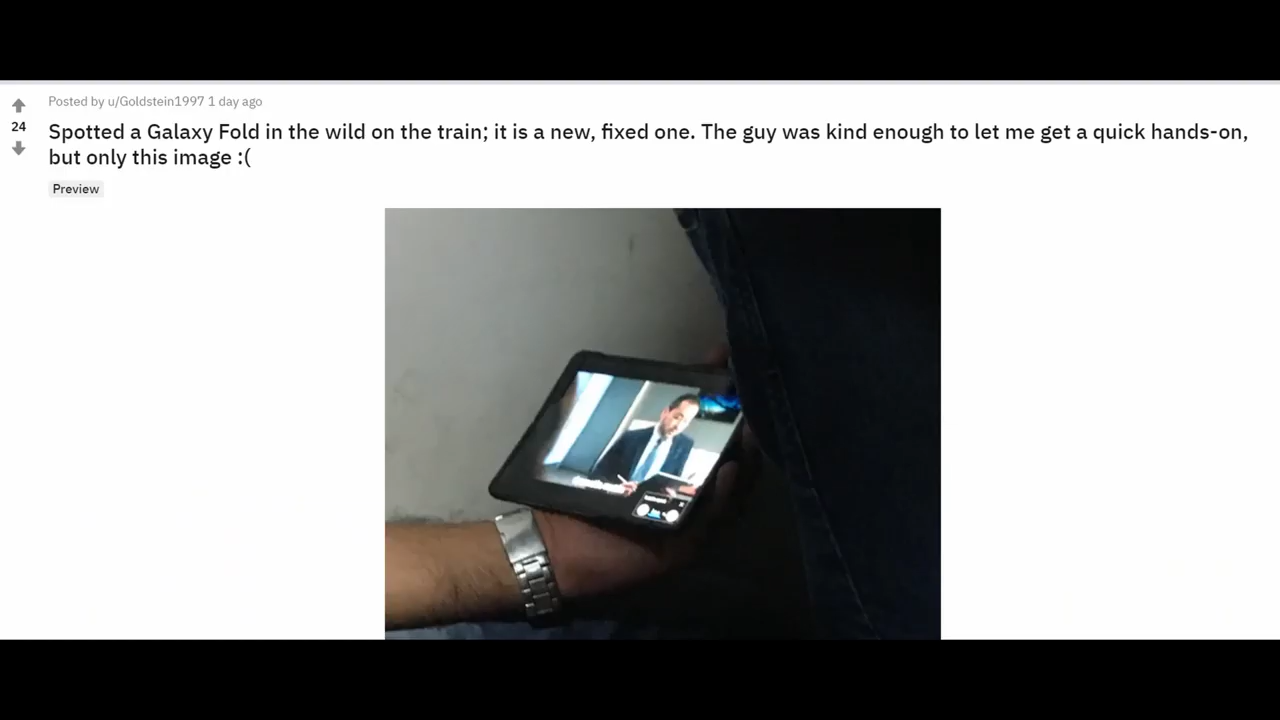 Posted by u/Goldstein1997 1 day ago
24
Spotted a Galaxy Fold in the wild on the train; it is a new, fixed one. The guy was kind enough to let me get a quick hands-on,
but only this image :(
Preview